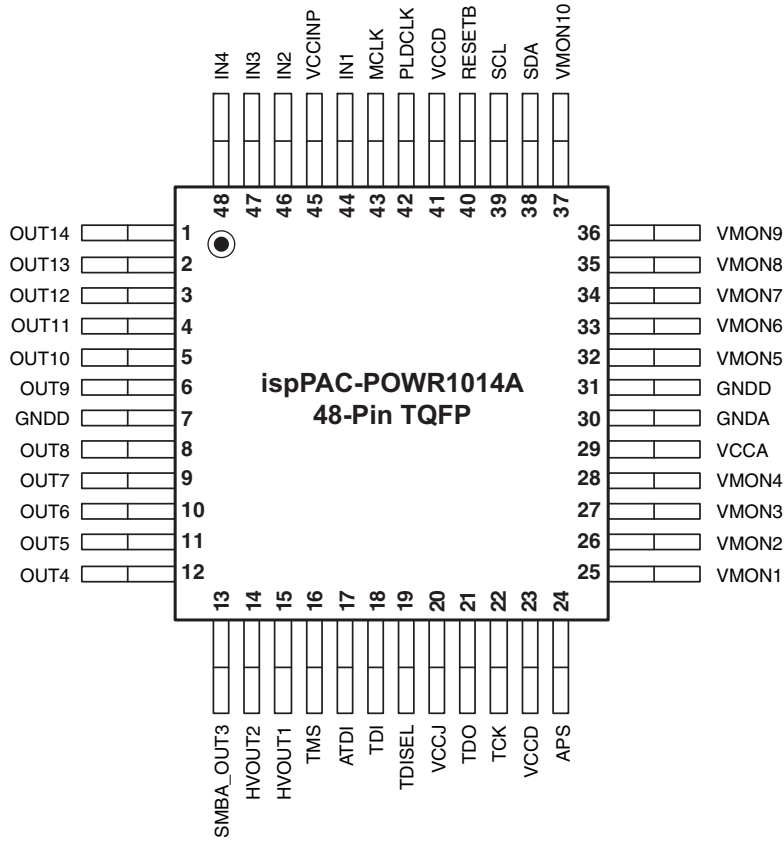 IN4
IN3
IN2
VCCINP
IN1
MCLK
PLDCLK
VCCD
RESETB
SCL
SDA
VMON10
48
47
46
45
44
43
42
41
40
39
38
37
OUT14 1
OUT13 2
OUT12 3
OUT11 4
OUT10 5
OUT9 6
GNDD 7
OUT8 8
OUT7 9
OUT6 10
OUT5 11
OUT4 12
ispPAC-POWR1014A
48-Pin TQFP
36 VMON9
35 VMON8
34 VMON7
33 VMON6
32 VMON5
31 GNDD
30 GNDA
29 VCCA
28 VMON4
27 VMON3
26 VMON2
25 VMON1
13
14
15
16
17
18
19
20
21
22
23
24
SMBA_OUT3
HVOUT2
HVOUT1
TMS
ATDI
TDI
TDISEL
VCCJ
TDO
TCK
VCCD
APS